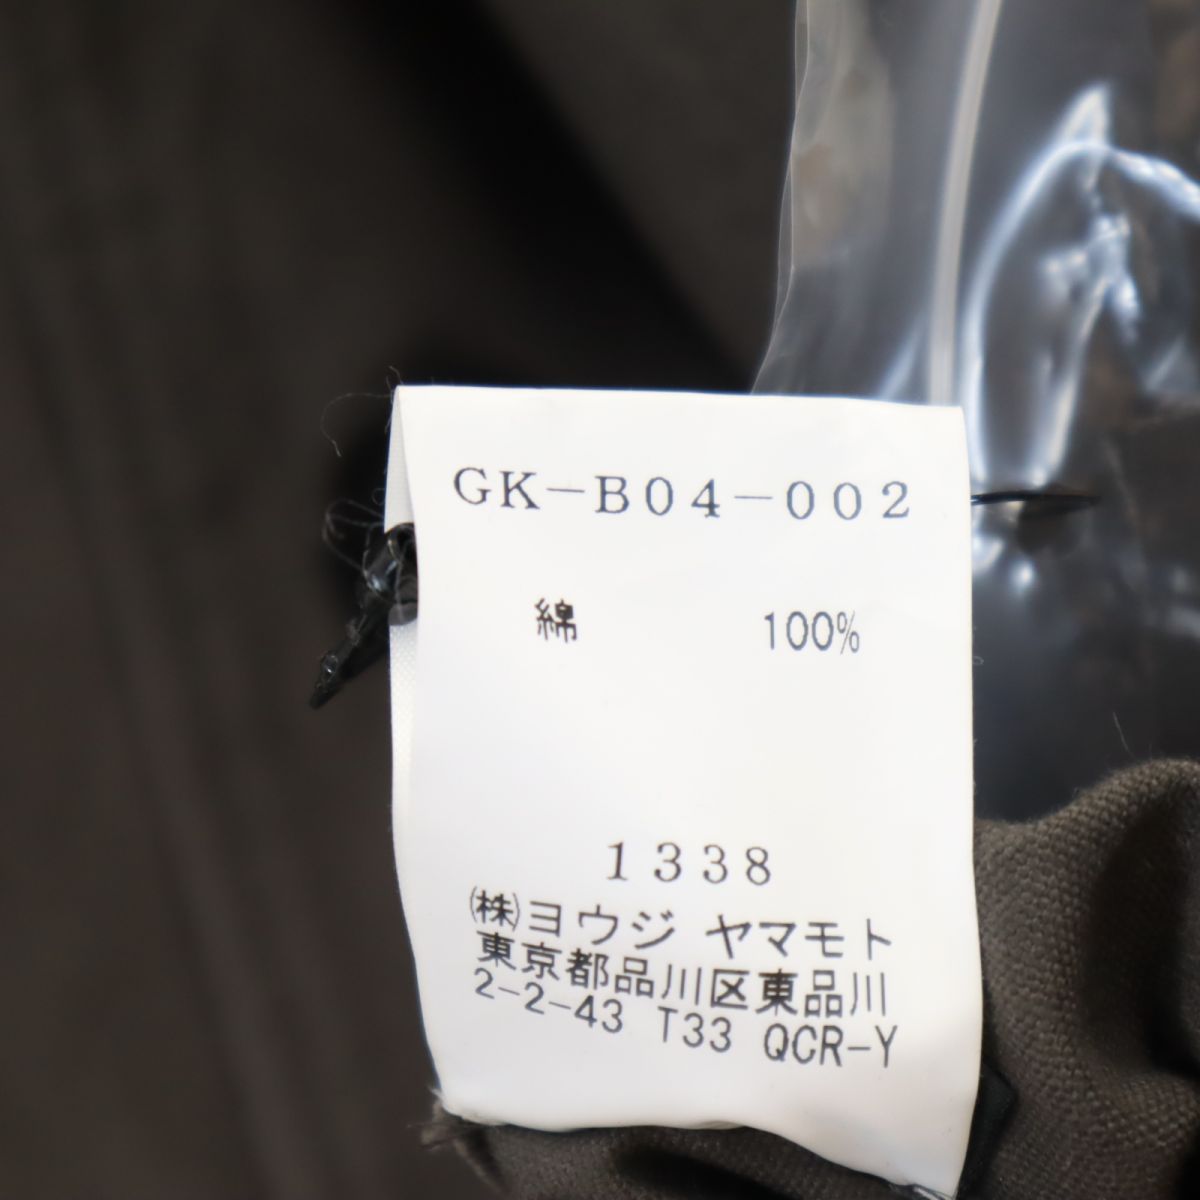 GK-B04-002
綿 100%
1338
㈱ヨウジ ヤマモト
東京都品川区東品川
2-2-43 T33 QCR-Y